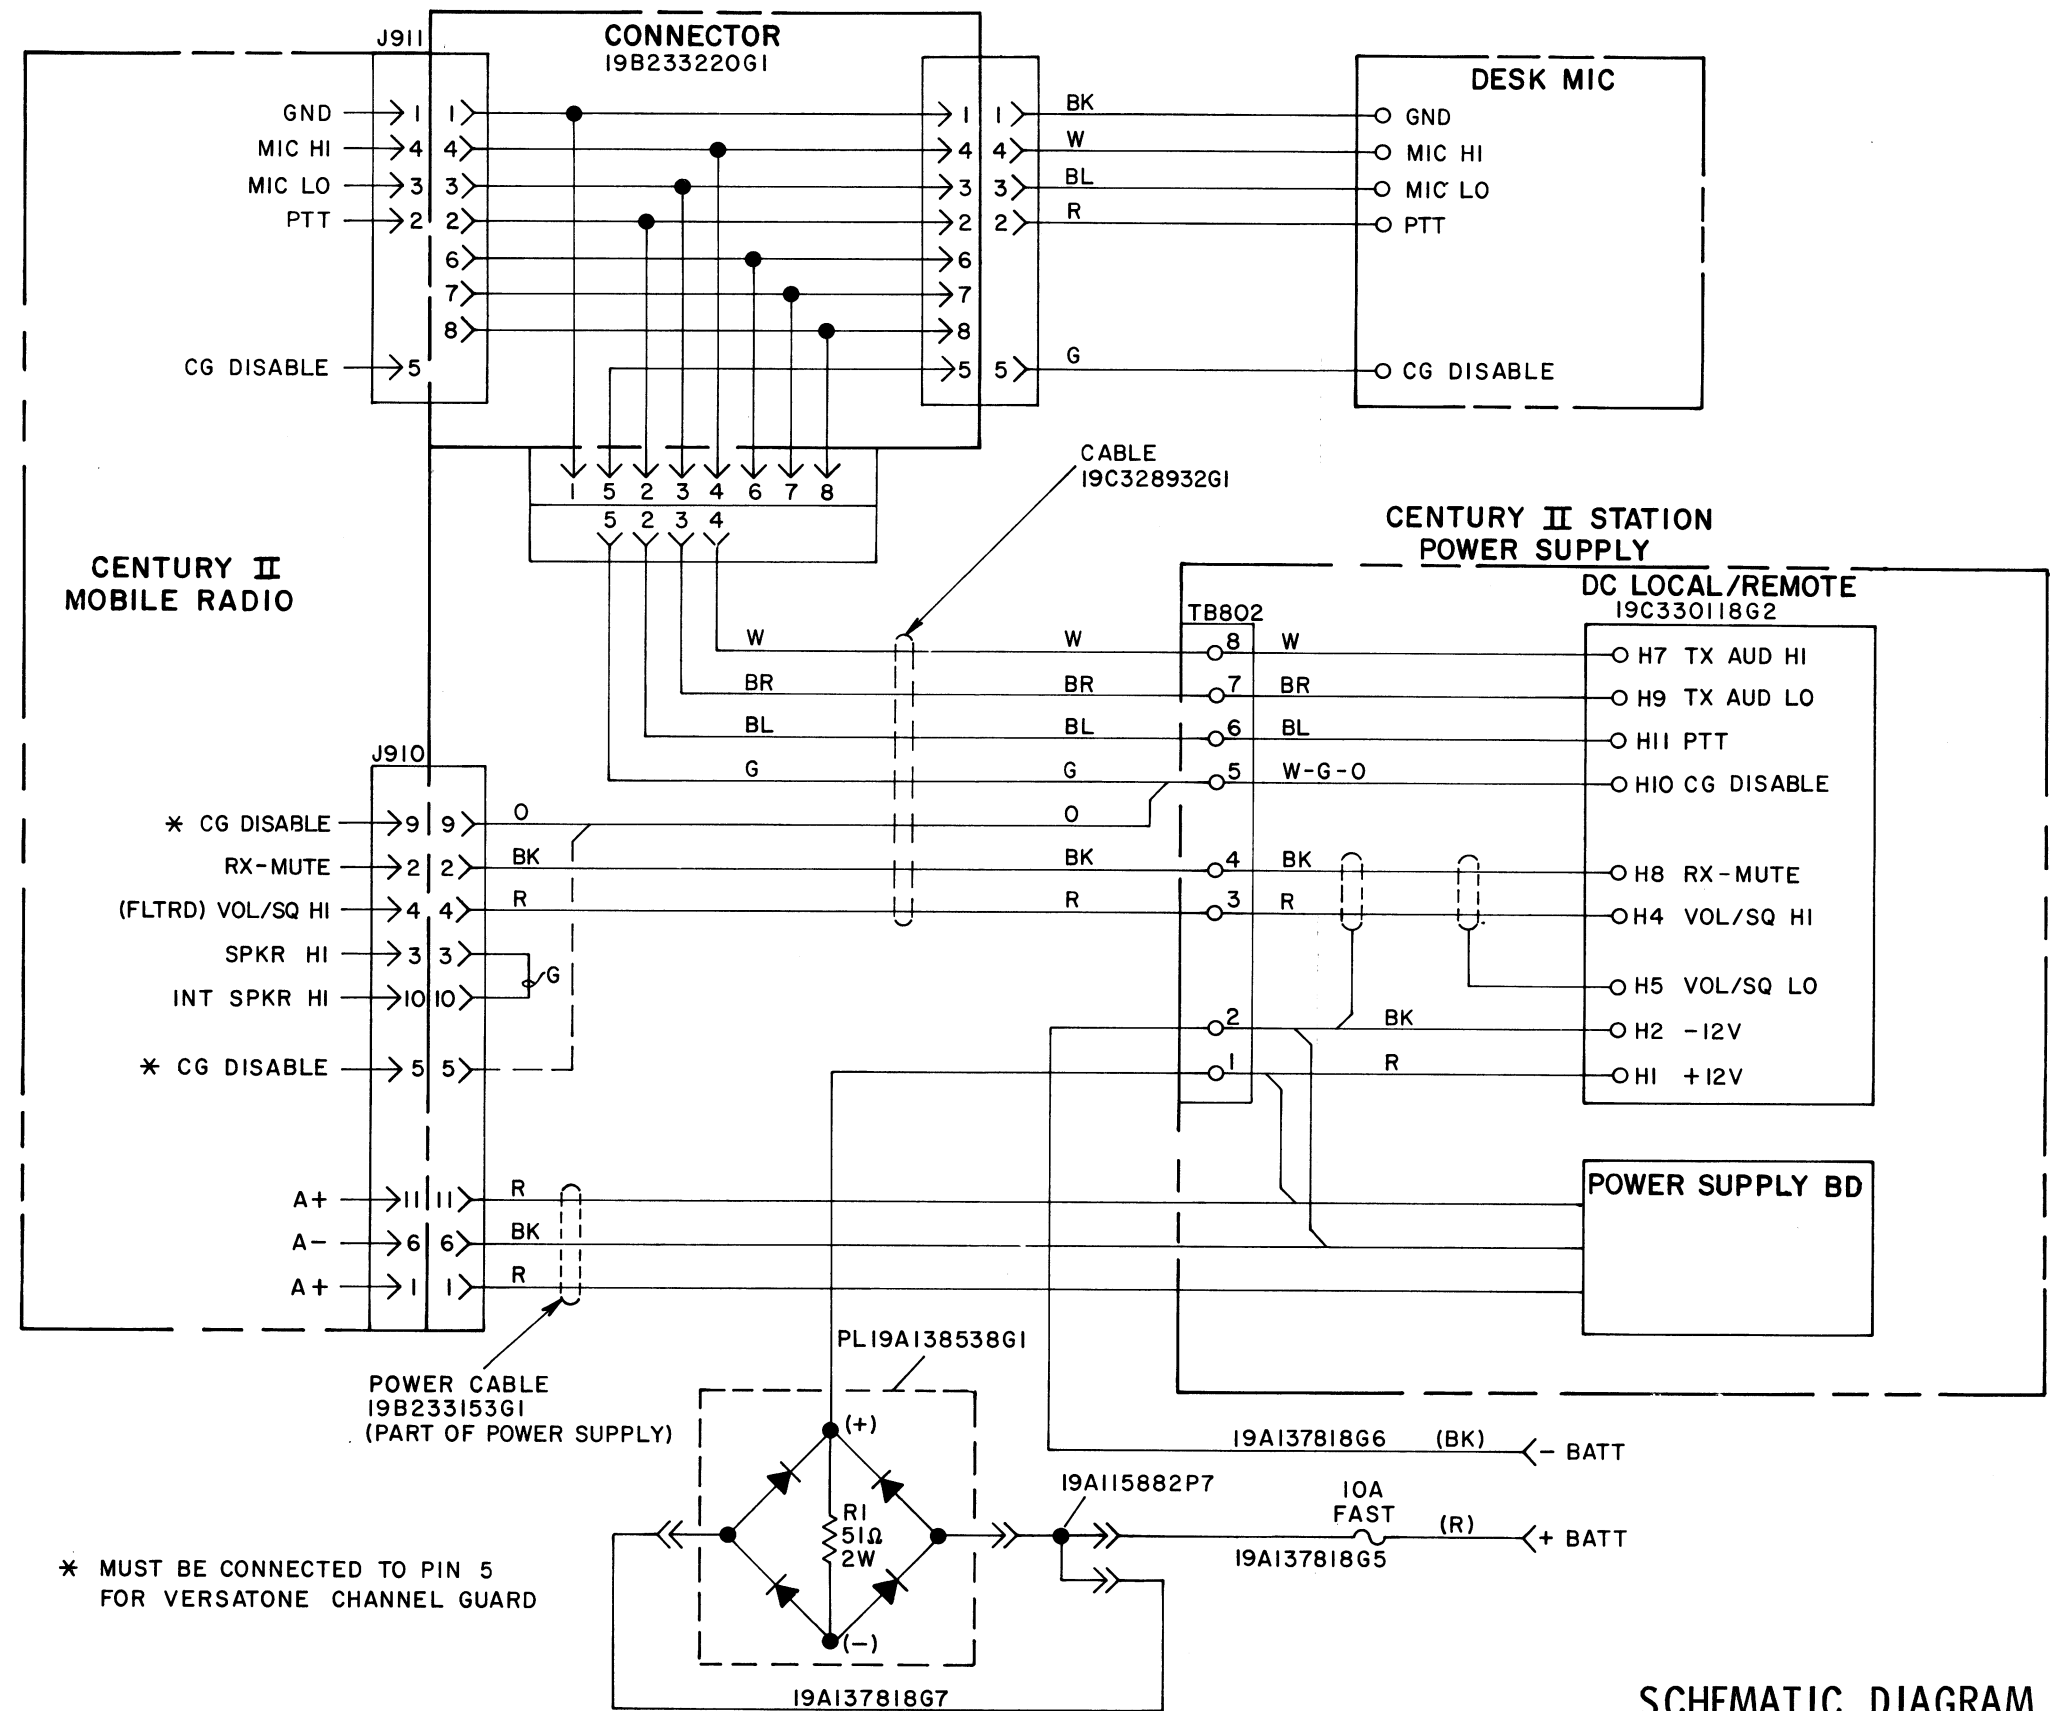 J911
CONNECTOR
19B233220G1
DESK MIC
GND 1 1 1 1 BK GND
MIC HI 4 4 4 4 W MIC HI
MIC LO 3 3 3 3 BL MIC LO
PTT 2 2 2 2 R PTT
6 6
7 7
8 8
CG DISABLE 5 5 5 G CG DISABLE
1 5 2 3 4 6 7 8
5 2 3 4
CABLE
19C328932G1
CENTURY II
MOBILE RADIO
CENTURY II STATION
POWER SUPPLY
DC LOCAL/REMOTE
19C330118G2
TB802
W W 8 W H7 TX AUD HI
BR BR 7 BR H9 TX AUD LO
BL BL 6 BL H11 PTT
G G 5 W-G-O H10 CG DISABLE
J910
* CG DISABLE 9 9 O O
RX-MUTE 2 2 BK BK 4 BK H8 RX-MUTE
(FLTRD) VOL/SQ HI 4 4 R R 3 R H4 VOL/SQ HI
SPKR HI 3 3
G
INT SPKR HI 10 10
H5 VOL/SQ LO
2 BK H2 -12V
* CG DISABLE 5 5
1 R H1 +12V
POWER SUPPLY BD
A+ 11 11 R
A- 6 6 BK
A+ 1 1 R
POWER CABLE
19B233153G1
(PART OF POWER SUPPLY)
PL19A138538G1
(+)
R1
51Ω
2W
(-)
19A137818G6 (BK) - BATT
19A115882P7
10A
FAST
(R) + BATT
19A137818G5
19A137818G7
* MUST BE CONNECTED TO PIN 5
FOR VERSATONE CHANNEL GUARD
SCHEMATIC DIAGRAM